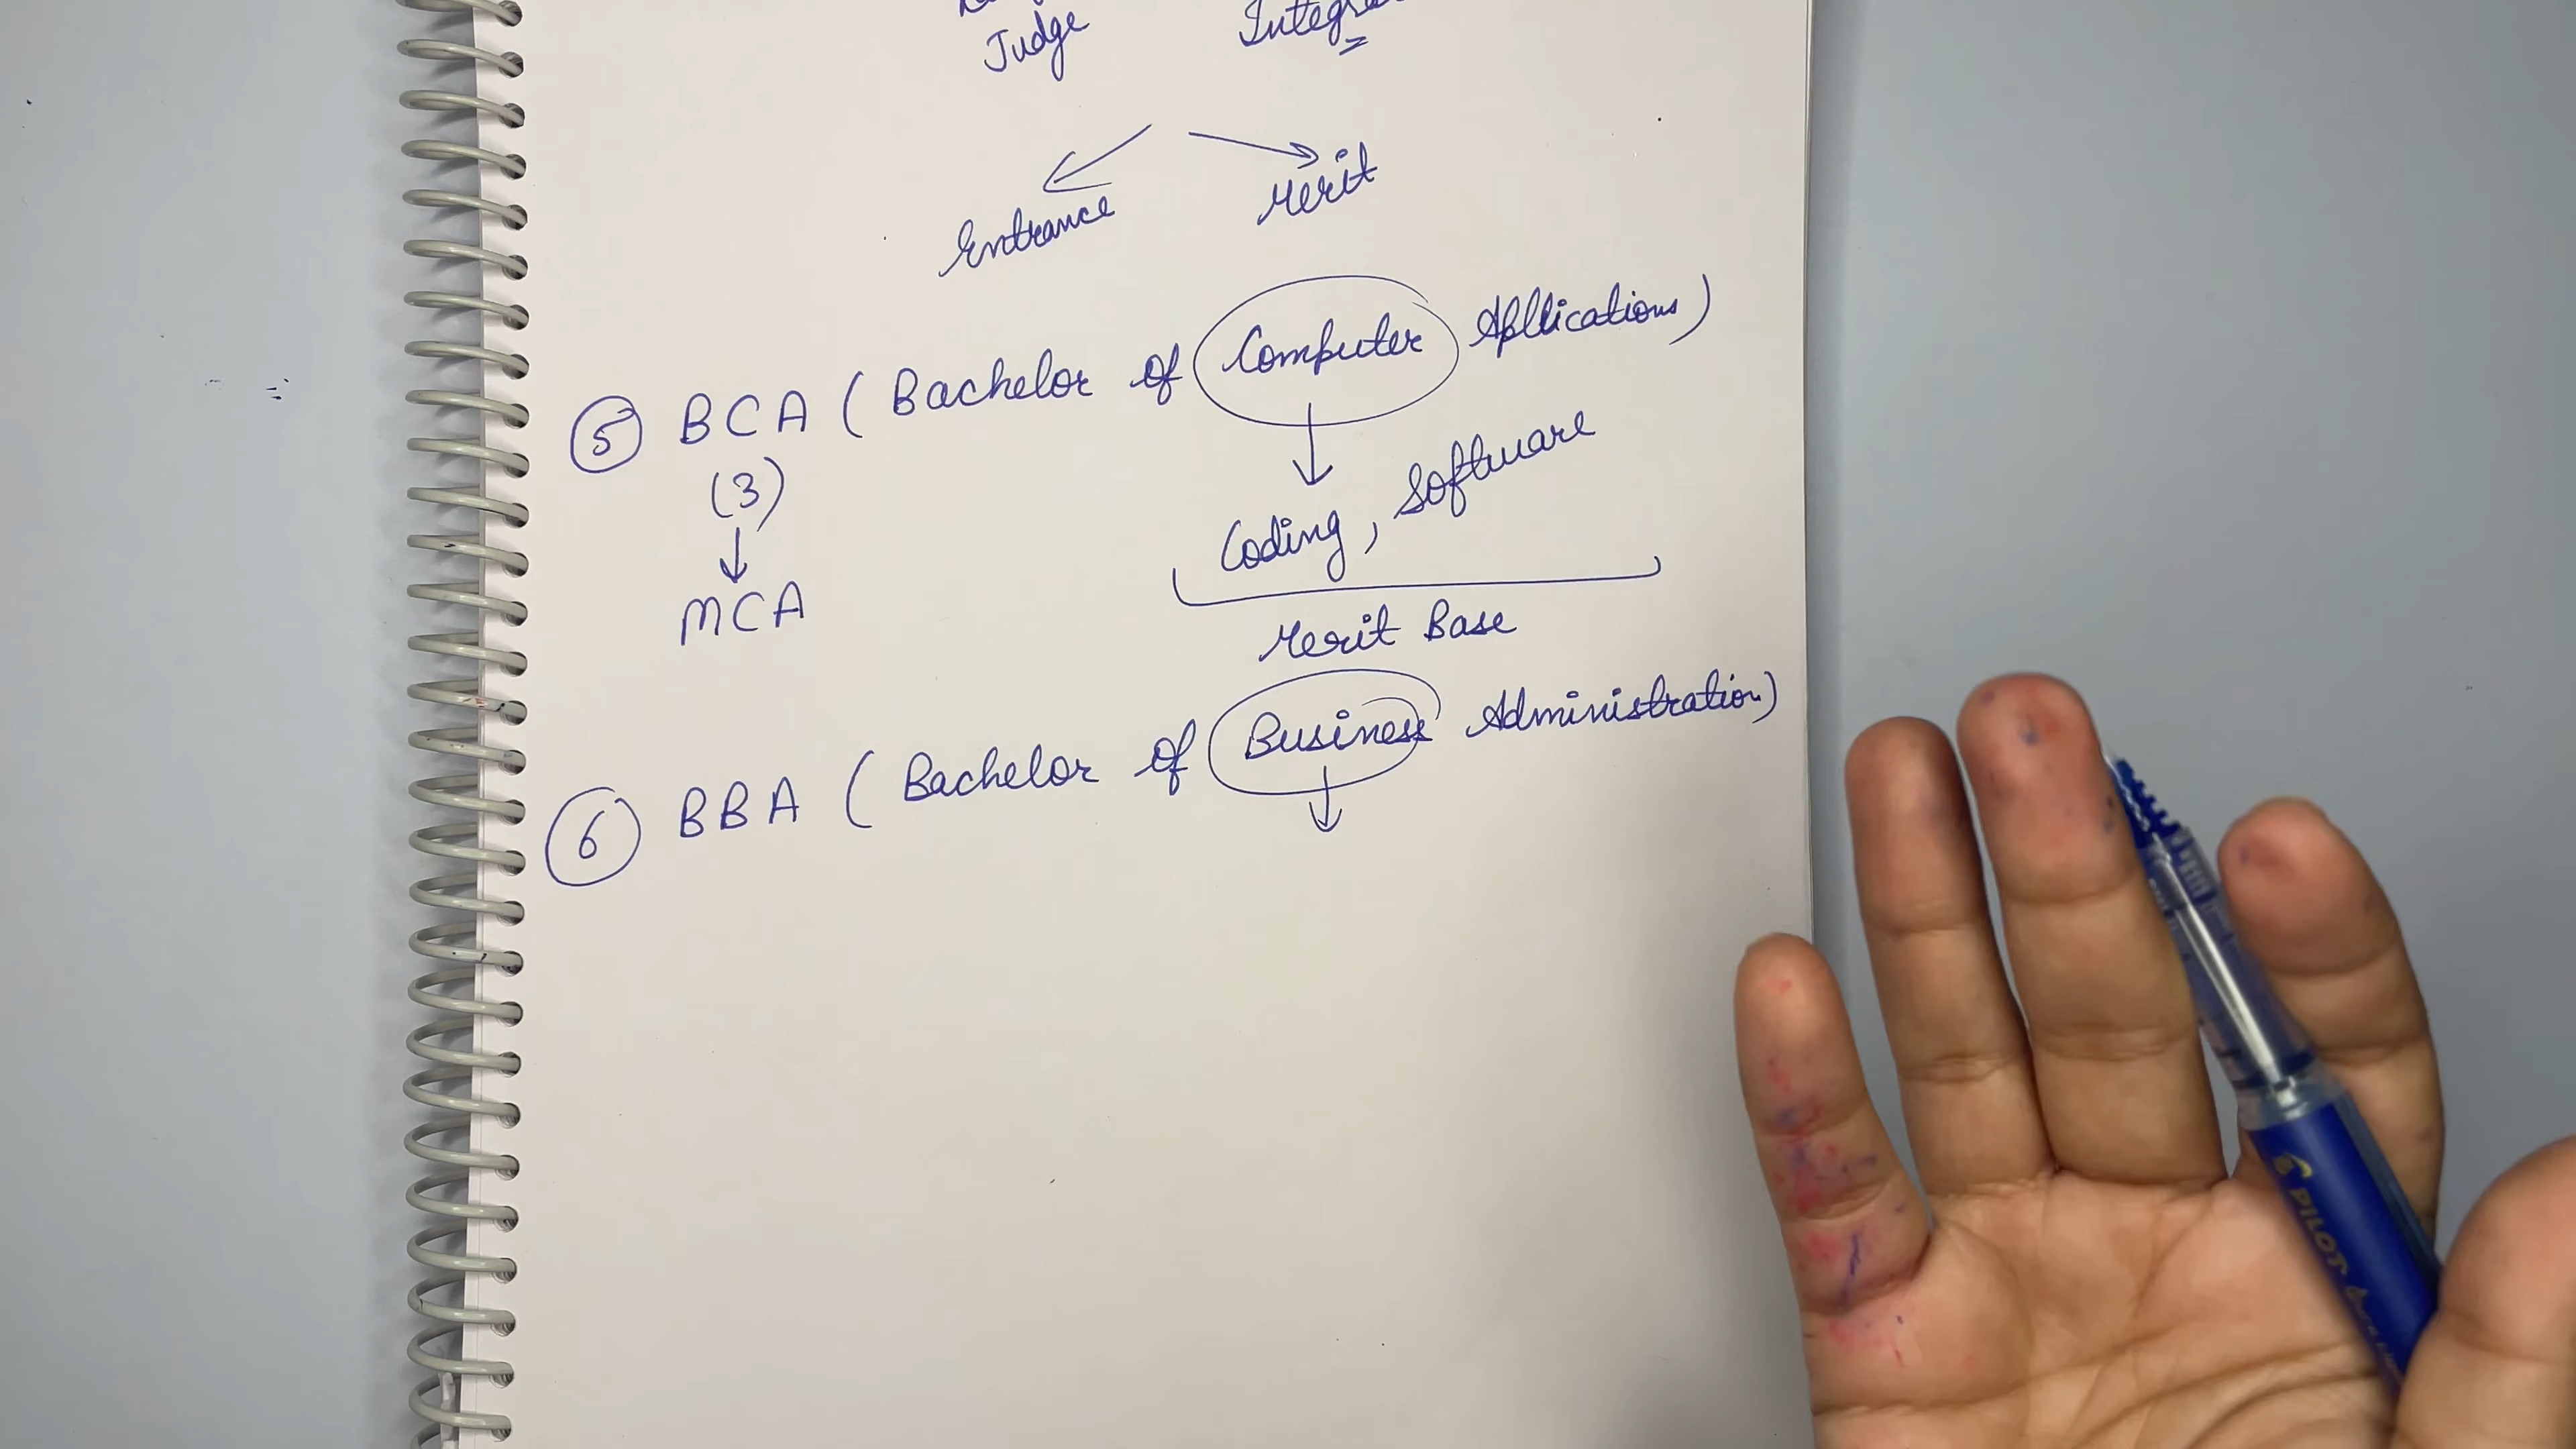 Judge
Entrance
Merit
5 BCA (Bachelor of Computer Applications)
(3)
Coding, Software
MCA
Merit Base
6 BBA (Bachelor of Business Administration)
PILOT